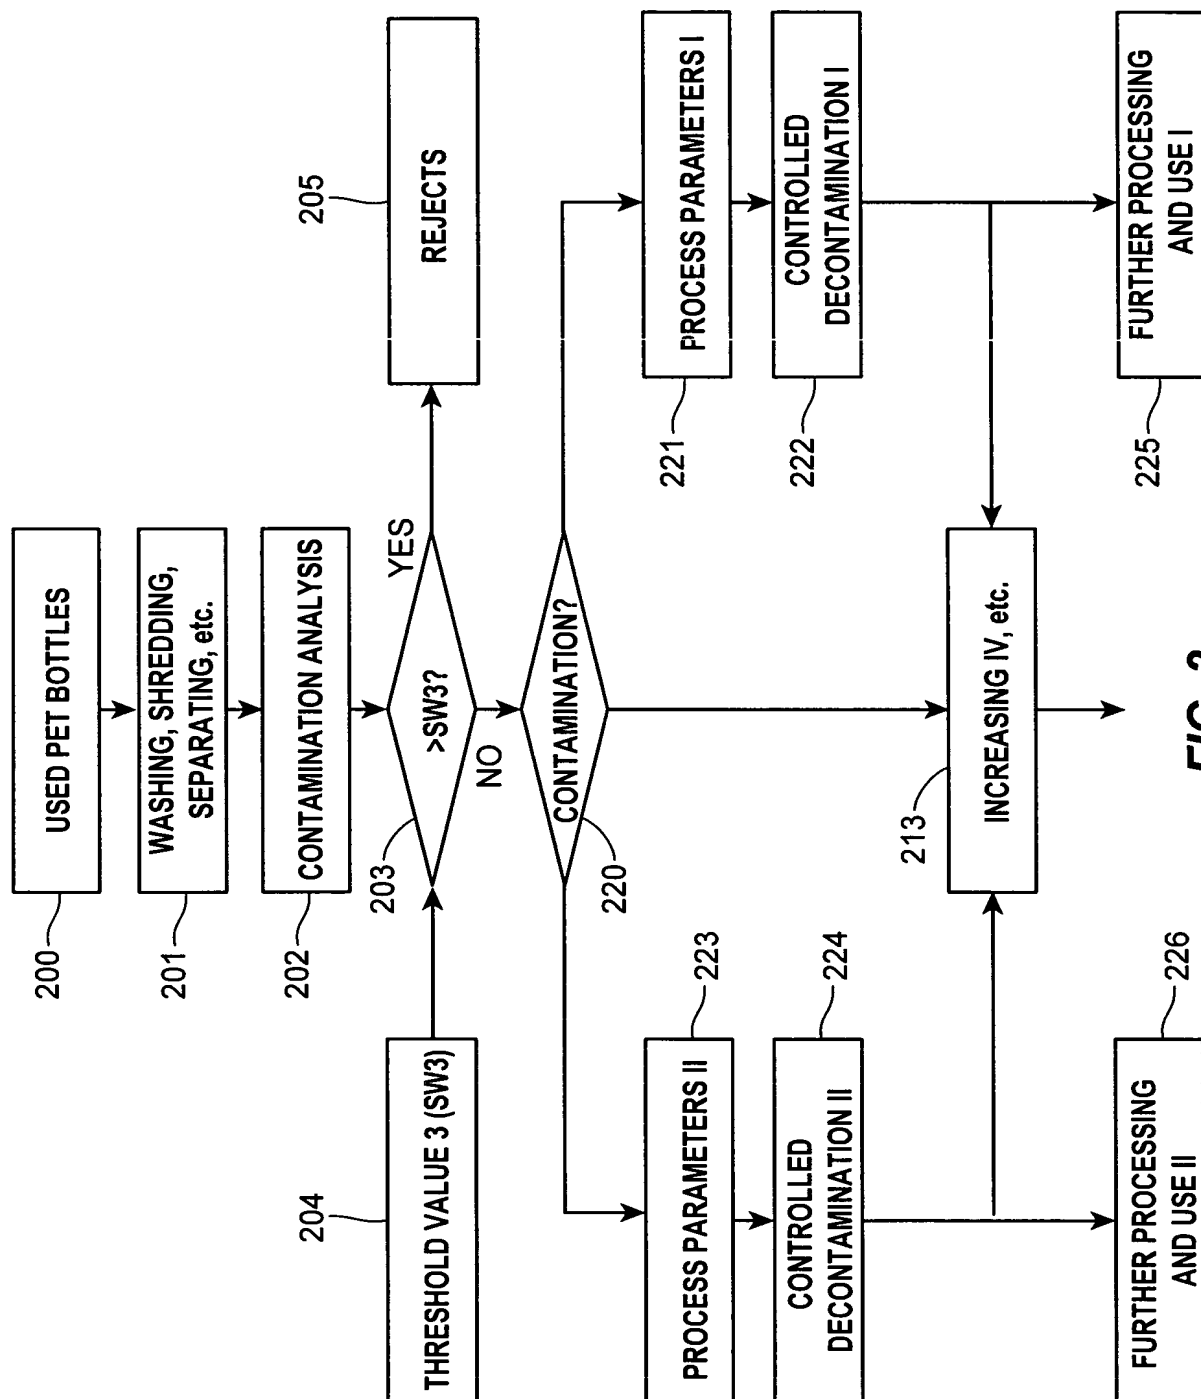 USED PET BOTTLES
200
WASHING, SHREDDING,
SEPARATING, etc.
201
CONTAMINATION ANALYSIS
202
THRESHOLD VALUE 3 (SW3)
204
>SW3?
203
YES
NO
REJECTS
205
CONTAMINATION?
220
PROCESS PARAMETERS II
223
PROCESS PARAMETERS I
221
CONTROLLED
DECONTAMINATION II
224
CONTROLLED
DECONTAMINATION I
222
INCREASING IV, etc.
213
FURTHER PROCESSING
AND USE II
226
FURTHER PROCESSING
AND USE I
225
FIG.